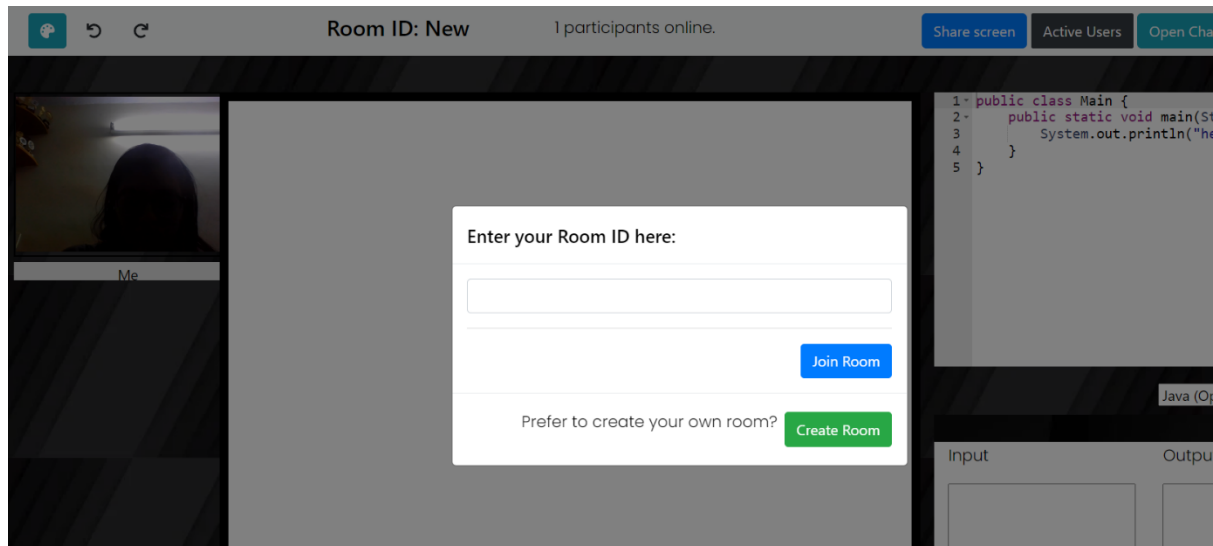 Room ID: New
1 participants online.
Share screen
Active Users
Open Cha
Me
1 public class Main {
2 public static void main(St
3 System.out.println("he
4 }
5 }
Enter your Room ID here:
Join Room
Prefer to create your own room?
Create Room
Java (Op
Input
Outpu